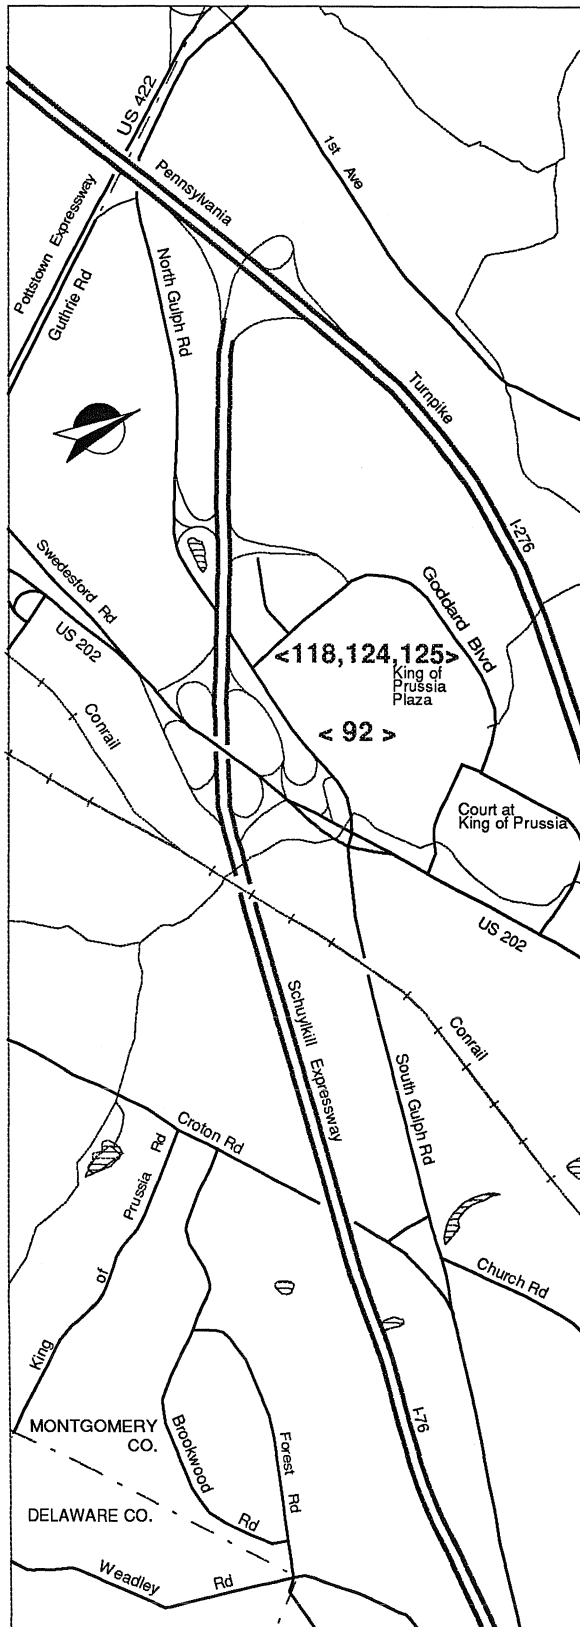 US 422
1st Ave
Pennsylvania
Pottstown Expressway
Guthrie Rd
North Gulph Rd
Turnpike
I-276
Swedesford Rd
US 202
Goddard Blvd
<118,124,125>
King of
Prussia
Plaza
< 92 >
Conrail
Court at
King of Prussia
US 202
Schuylkill Expressway
Conrail
South Gulph Rd
Croton Rd
King of Prussia Rd
Church Rd
I-76
MONTGOMERY
CO.
Brookwood Rd
Forest Rd
DELAWARE CO.
Weadley Rd